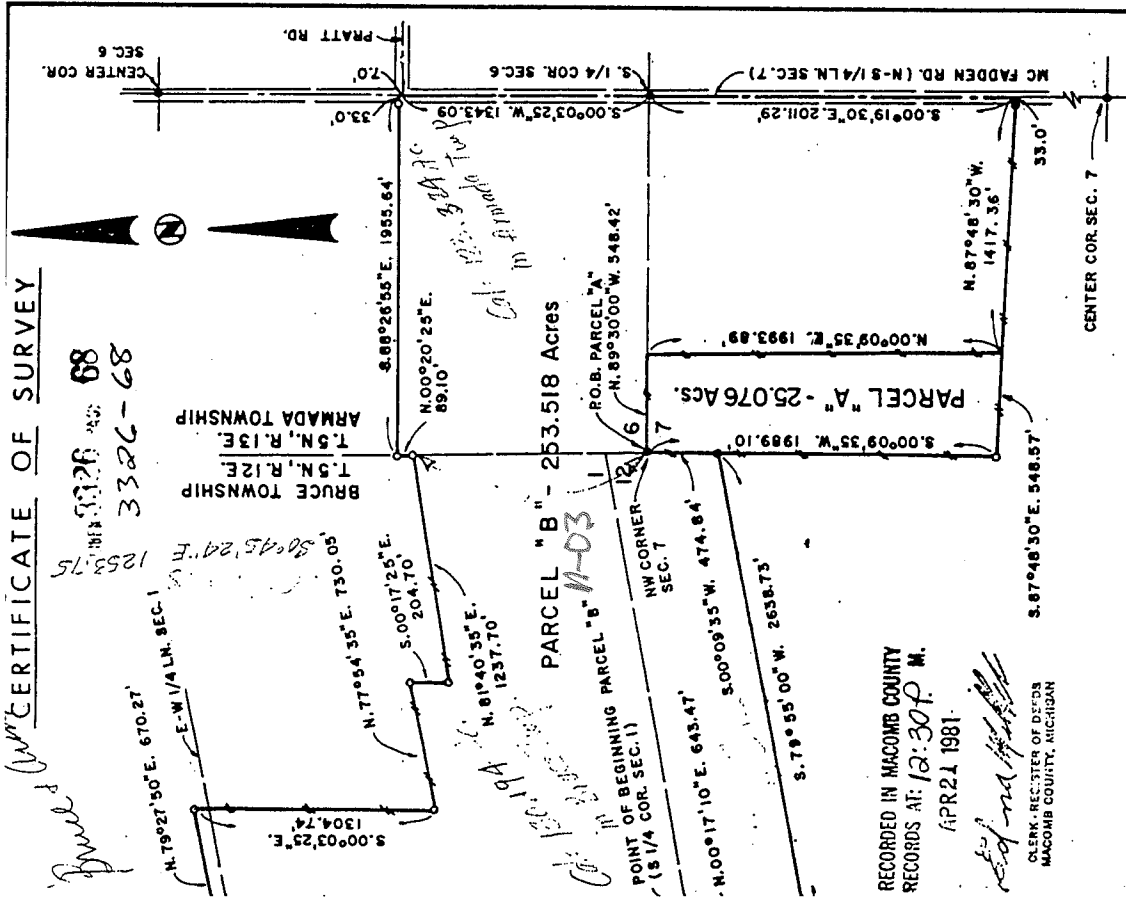 CERTIFICATE OF SURVEY
3326-68
68
BRUCE TOWNSHIP
T.5N., R.12E.
T.5N., R.13E.
ARMADA TOWNSHIP
CENTER COR.
SEC. 6
PRATT RD.
7.0'
33.0'
S.88°26'55"E. 1955.64'
N.00°20'25"E.
89.10'
S.00°03'25"W. 1343.09
S. 1/4 COR. SEC. 6
MC FADDEN RD. (N-S 1/4 LN. SEC. 7)
S.00°19'30"E. 2011.29'
33.0'
CENTER COR. SEC. 7
N.87°48'30"W.
1417.36'
in Armada Twp
S0°45'24"E 1253.75
N.79°27'50"E. 670.27'
E-W 1/4 LN. SEC. 1
S.00°03'25"E.
1304.74'
N.77°54'35"E. 730.05'
S.00°17'25"E.
204.70'
N.81°40'35"E.
1237.70'
PARCEL "B" - 253.518 Acres
N-03
P.O.B. PARCEL "A"
N.89°30'00"W. 548.42'
6
7
1
12
NW CORNER
SEC. 7
N.00°09'35"E. 1993.89'
PARCEL "A" - 25.076 Acs.
S.00°09'35"W. 1989.10'
S.87°48'30"E. 548.57'
S.00°09'35"W. 474.84'
S.79°55'00"W. 2638.73'
POINT OF BEGINNING PARCEL "B"
(S 1/4 COR. SEC. 1)
N.00°17'10"E. 643.47'
RECORDED IN MACOMB COUNTY
RECORDS AT: 12:30 P. M.
APR 21 1981
CLERK-REGISTER OF DEEDS
MACOMB COUNTY, MICHIGAN